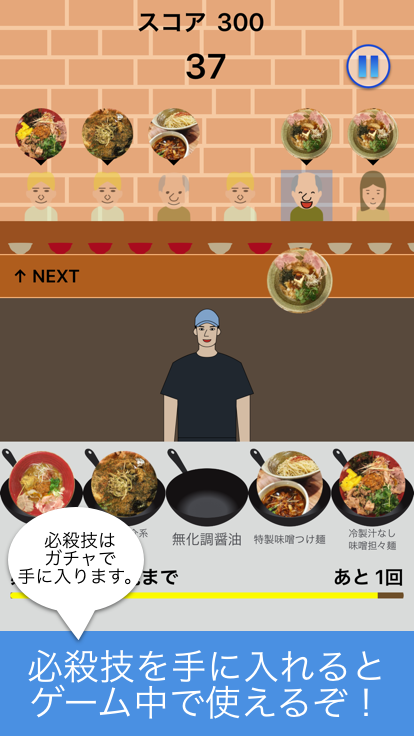 スコア 300
37
↑ NEXT
系
無化調醤油
特製味噌つけ麺
冷製汁なし
味噌担々麺
必殺技は
ガチャで
手に入ります。
まで
あと 1回
必殺技を手に入れると
ゲーム中で使えるぞ！